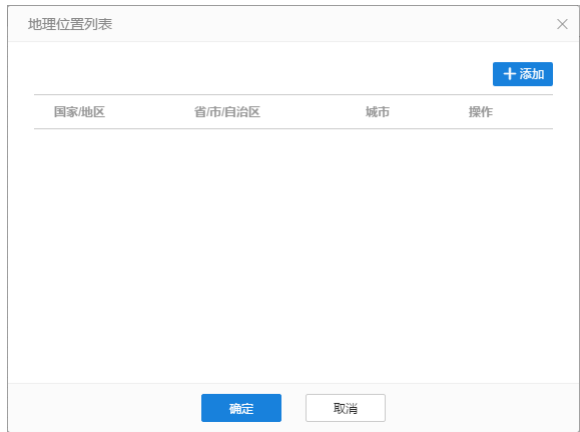 地理位置列表
添加
国家/地区 省/市/自治区 城市 操作
确定 取消